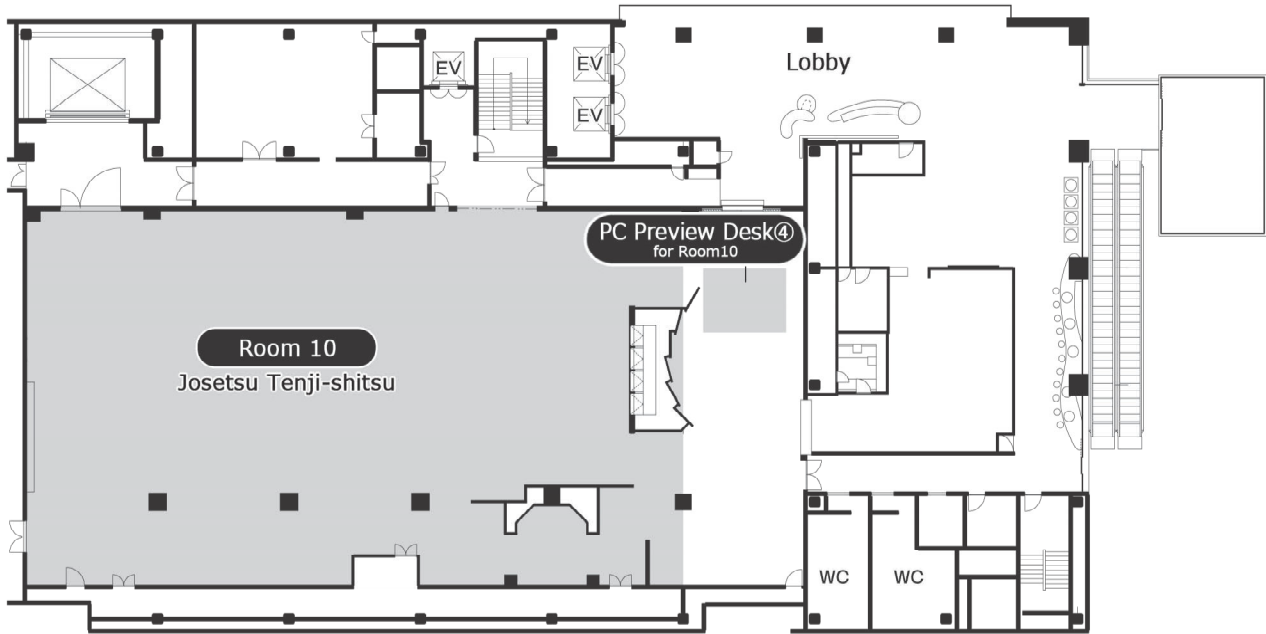 Lobby
EV
EV
EV
PC Preview Desk④
for Room10
Room 10
Josetsu Tenji-shitsu
WC
WC